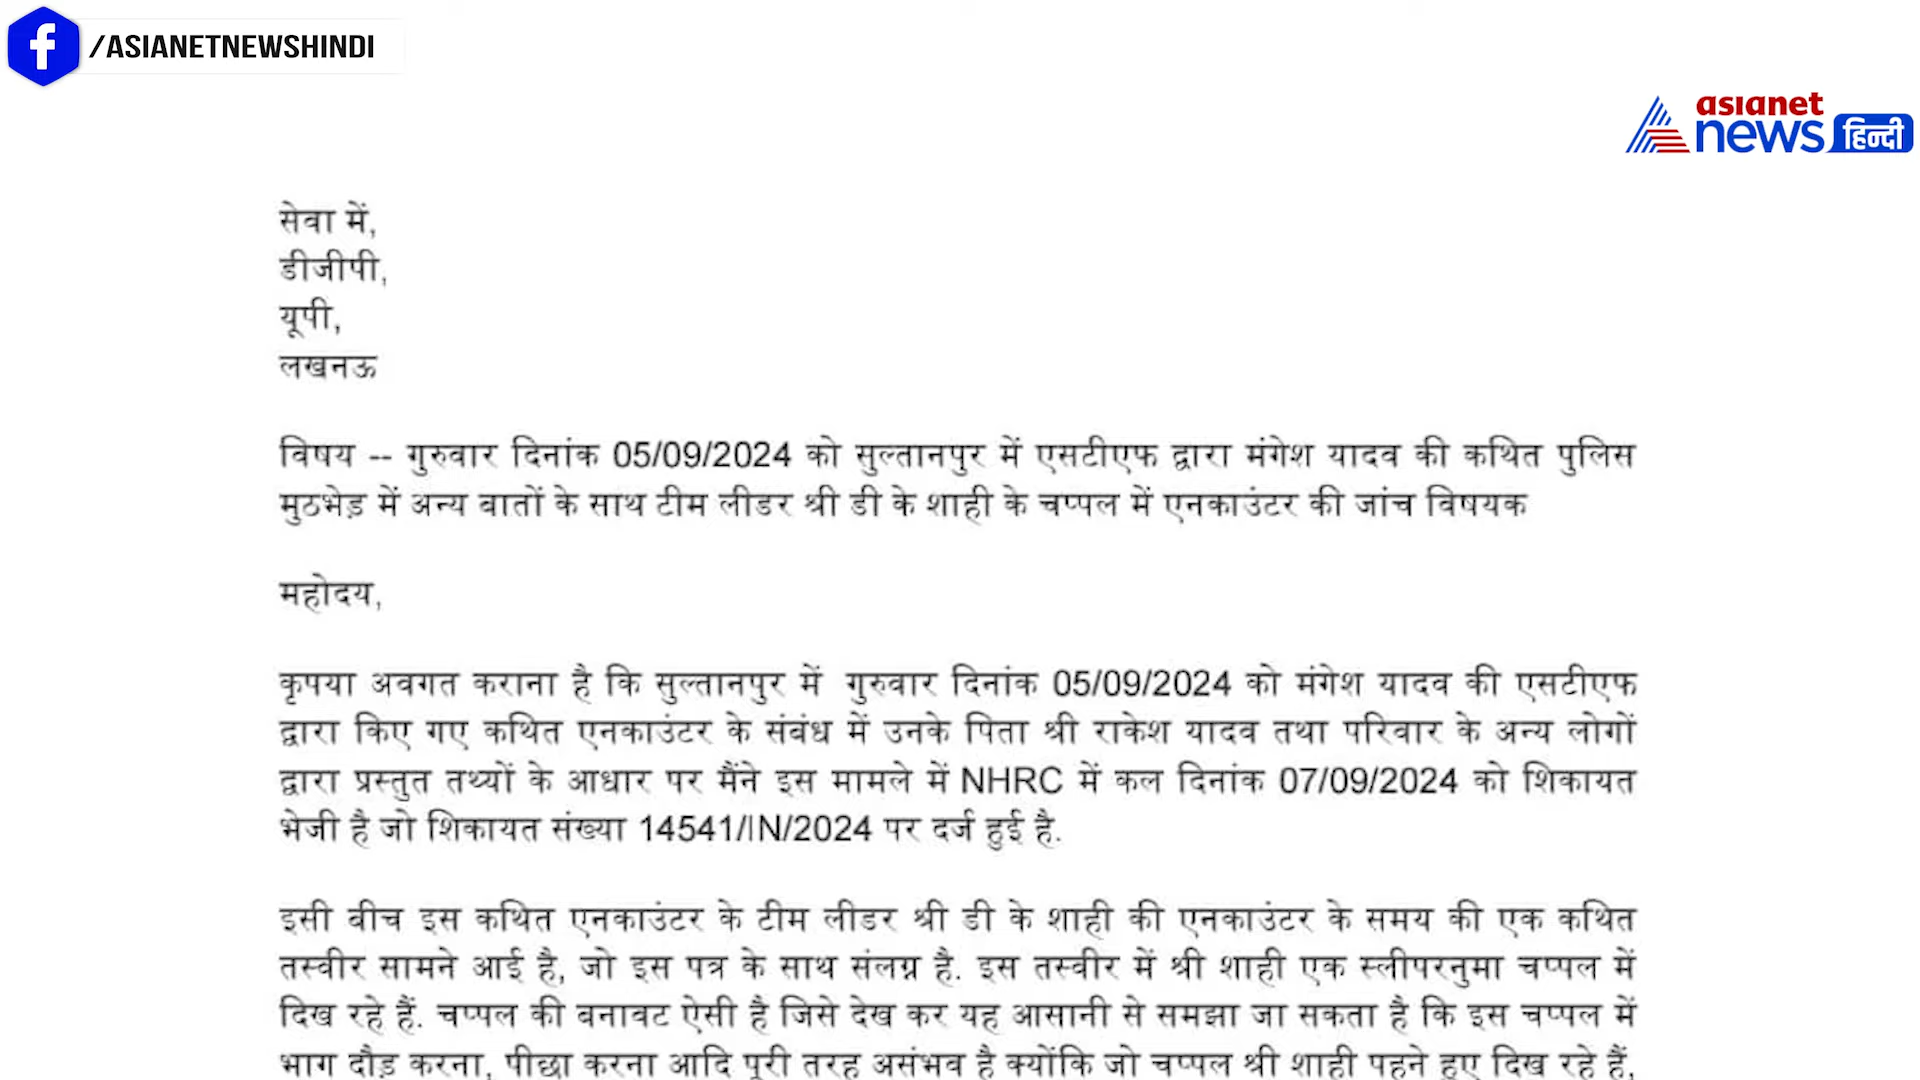 f /ASIANETNEWSHINDI
asianet
news हिन्दी
सेवा में,
डीजीपी,
यूपी,
लखनऊ
विषय -- गुरुवार दिनांक 05/09/2024 को सुल्तानपुर में एसटीएफ द्वारा मंगेश यादव की कथित पुलिस
मुठभेड़ में अन्य बातों के साथ टीम लीडर श्री डी के शाही के चप्पल में एनकाउंटर की जांच विषयक
महोदय,
कृपया अवगत कराना है कि सुल्तानपुर में गुरुवार दिनांक 05/09/2024 को मंगेश यादव की एसटीएफ
द्वारा किए गए कथित एनकाउंटर के संबंध में उनके पिता श्री राकेश यादव तथा परिवार के अन्य लोगों
द्वारा प्रस्तुत तथ्यों के आधार पर मैंने इस मामले में NHRC में कल दिनांक 07/09/2024 को शिकायत
भेजी है जो शिकायत संख्या 14541/IN/2024 पर दर्ज हुई है.
इसी बीच इस कथित एनकाउंटर के टीम लीडर श्री डी के शाही की एनकाउंटर के समय की एक कथित
तस्वीर सामने आई है, जो इस पत्र के साथ संलग्न है. इस तस्वीर में श्री शाही एक स्लीपरनुमा चप्पल में
दिख रहे हैं. चप्पल की बनावट ऐसी है जिसे देख कर यह आसानी से समझा जा सकता है कि इस चप्पल में
भाग दौड़ करना, पीछा करना आदि पूरी तरह असंभव है क्योंकि जो चप्पल श्री शाही पहने हुए दिख रहे हैं,